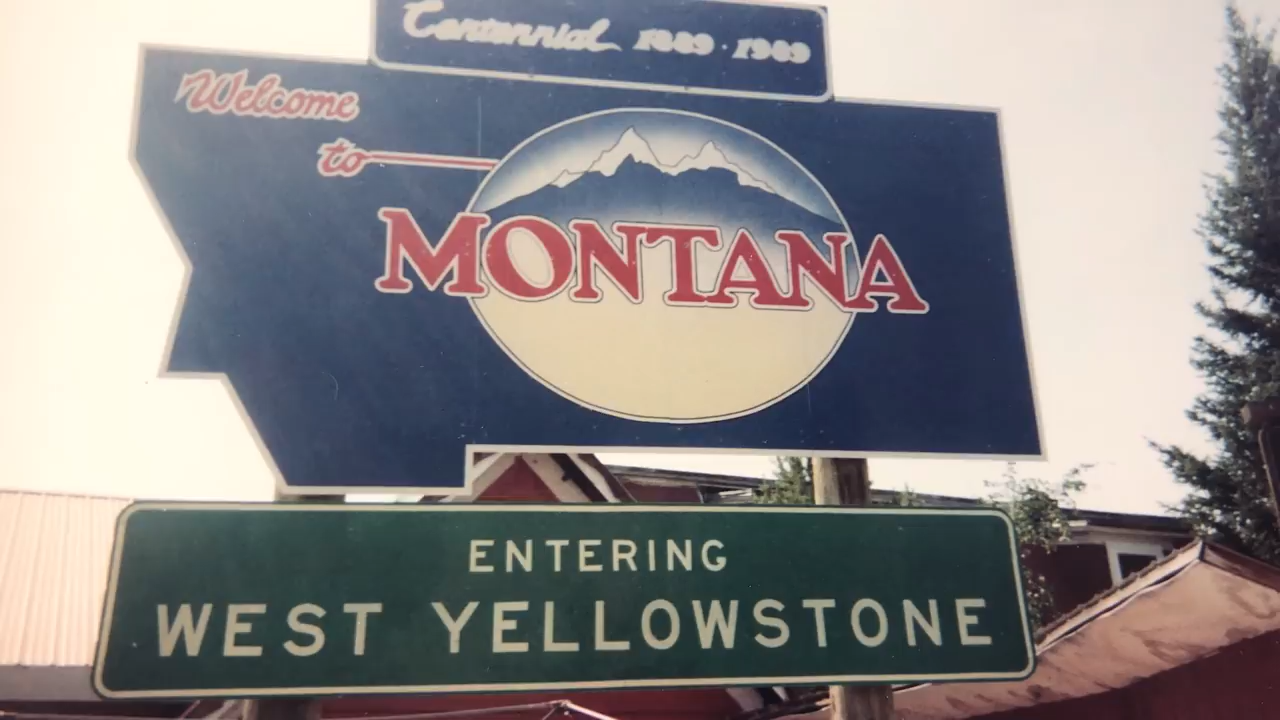 Centennial 1889 · 1989
Welcome
to
MONTANA
ENTERING
WEST YELLOWSTONE